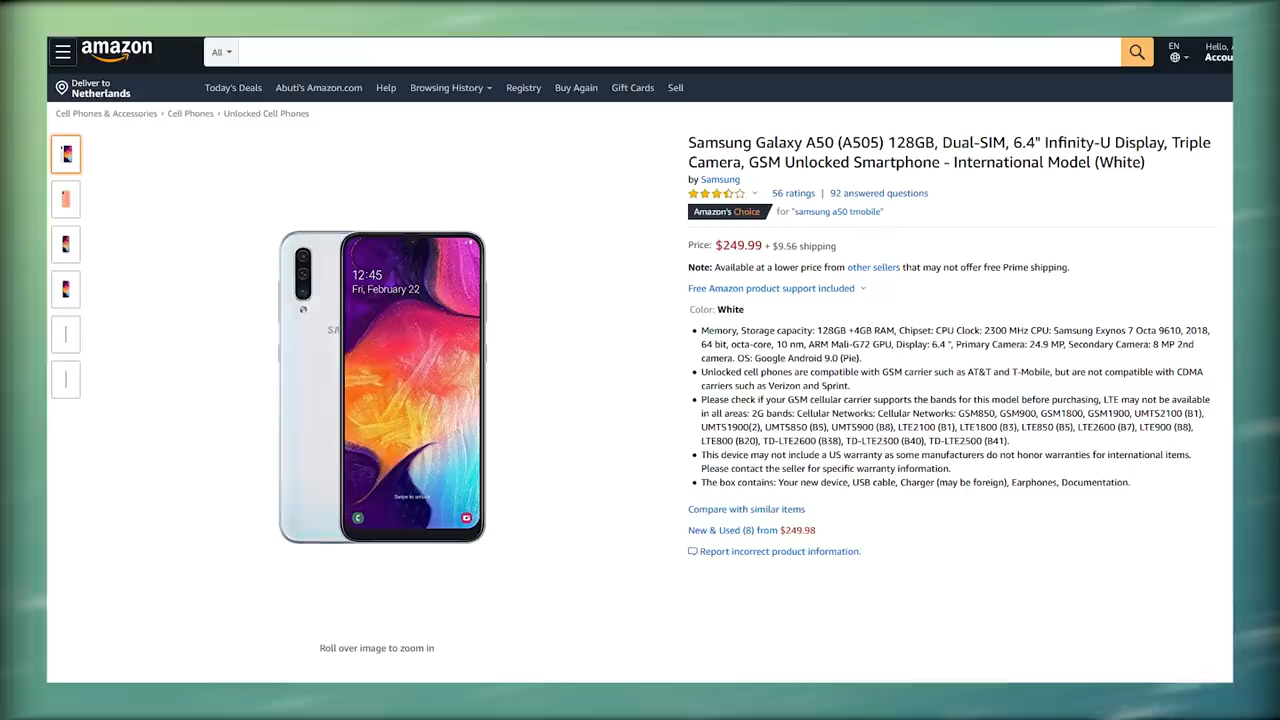 amazon
All
EN
Hello, A
Accou
Deliver to
Netherlands
Today's Deals
Abuti's Amazon.com
Help
Browsing History
Registry
Buy Again
Gift Cards
Sell
Cell Phones & Accessories › Cell Phones › Unlocked Cell Phones
Samsung Galaxy A50 (A505) 128GB, Dual-SIM, 6.4" Infinity-U Display, Triple
Camera, GSM Unlocked Smartphone - International Model (White)
by Samsung
56 ratings | 92 answered questions
Amazon's Choice for "samsung a50 tmobile"
Price: $249.99 + $9.56 shipping
Note: Available at a lower price from other sellers that may not offer free Prime shipping.
Free Amazon product support included
Color: White
• Memory, Storage capacity: 128GB +4GB RAM, Chipset: CPU Clock: 2300 MHz CPU: Samsung Exynos 7 Octa 9610, 2018,
64 bit, octa-core, 10 nm, ARM Mali-G72 GPU, Display: 6.4 ", Primary Camera: 24.9 MP, Secondary Camera: 8 MP 2nd
camera. OS: Google Android 9.0 (Pie).
• Unlocked cell phones are compatible with GSM carrier such as AT&T and T-Mobile, but are not compatible with CDMA
carriers such as Verizon and Sprint.
• Please check if your GSM cellular carrier supports the bands for this model before purchasing, LTE may not be available
in all areas: 2G bands: Cellular Networks: Cellular Networks: GSM850, GSM900, GSM1800, GSM1900, UMTS2100 (B1),
UMTS1900(2), UMTS850 (B5), UMTS900 (B8), LTE2100 (B1), LTE1800 (B3), LTE850 (B5), LTE2600 (B7), LTE900 (B8),
LTE800 (B20), TD-LTE2600 (B38), TD-LTE2300 (B40), TD-LTE2500 (B41).
• This device may not include a US warranty as some manufacturers do not honor warranties for international items.
Please contact the seller for specific warranty information.
• The box contains: Your new device, USB cable, Charger (may be foreign), Earphones, Documentation.
Compare with similar items
New & Used (8) from $249.98
Report incorrect product information.
12:45
Fri, February 22
SA
Swipe to unlock
Roll over image to zoom in